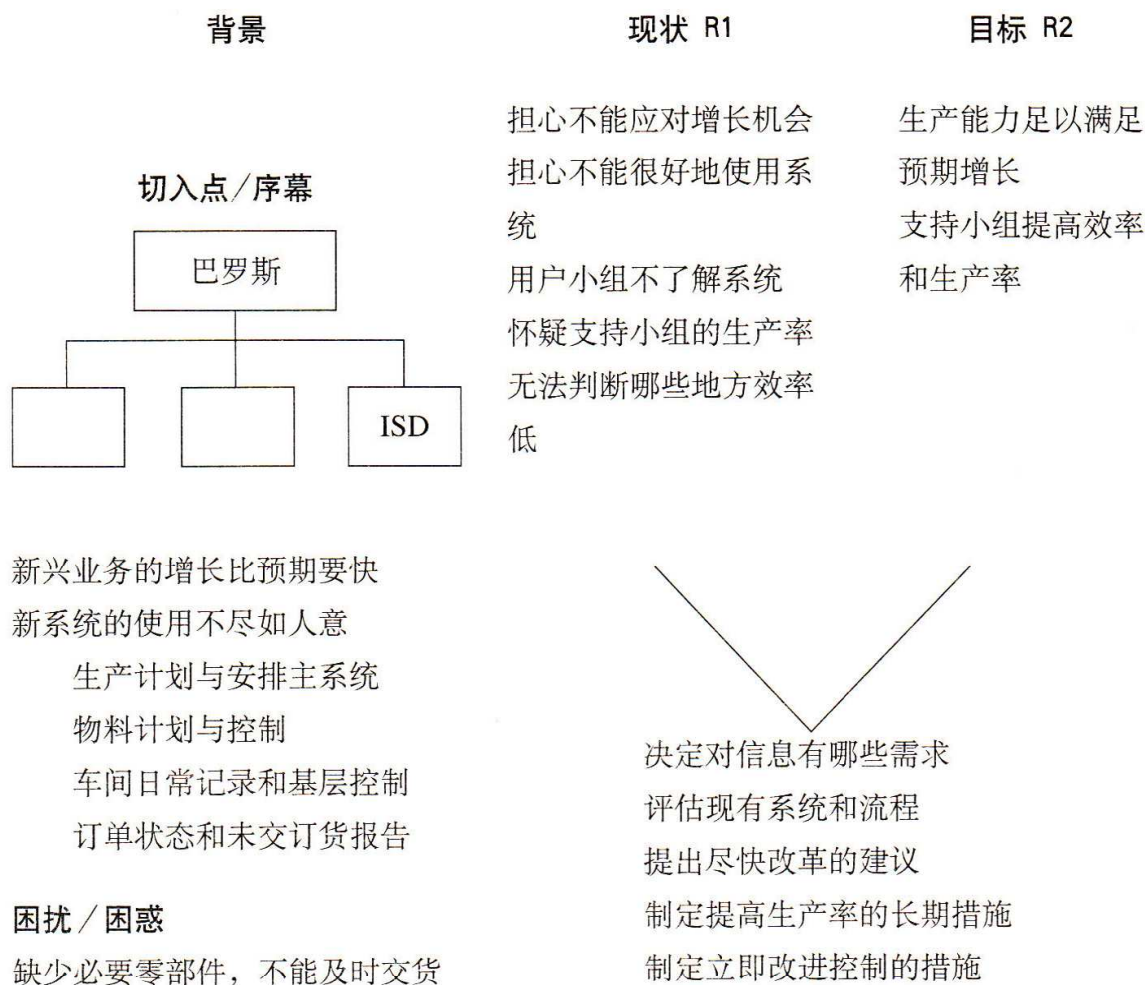 背景
现状 R1
目标 R2
切入点/序幕
巴罗斯
ISD
担心不能应对增长机会
担心不能很好地使用系
统
用户小组不了解系统
怀疑支持小组的生产率
无法判断哪些地方效率
低
生产能力足以满足
预期增长
支持小组提高效率
和生产率
新兴业务的增长比预期要快
新系统的使用不尽如人意
生产计划与安排主系统
物料计划与控制
车间日常记录和基层控制
订单状态和未交订货报告
困扰/困惑
缺少必要零部件，不能及时交货
决定对信息有哪些需求
评估现有系统和流程
提出尽快改革的建议
制定提高生产率的长期措施
制定立即改进控制的措施